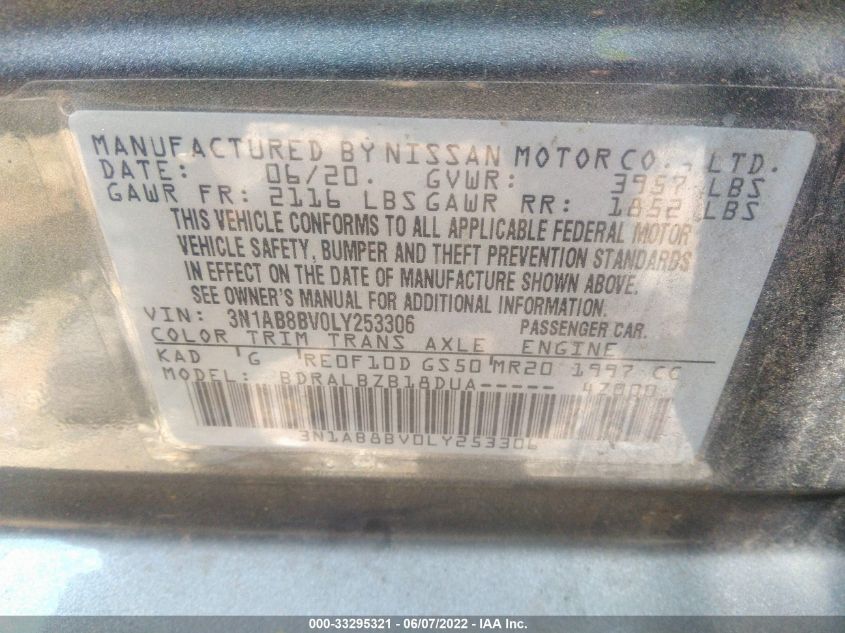 MANUFACTURED BY NISSAN MOTOR CO., LTD.
DATE: 06/20. GVWR: 3957 LBS
GAWR FR: 2116 LBS GAWR RR: 1852 LBS
THIS VEHICLE CONFORMS TO ALL APPLICABLE FEDERAL MOTOR
VEHICLE SAFETY, BUMPER AND THEFT PREVENTION STANDARDS
IN EFFECT ON THE DATE OF MANUFACTURE SHOWN ABOVE.
SEE OWNER'S MANUAL FOR ADDITIONAL INFORMATION.
VIN: 3N1AB8BV0LY253306 PASSENGER CAR.
COLOR TRIM TRANS AXLE ENGINE
KAD G RE0F10D GS50 MR20 1997 CC
MODEL: BDRALBZB18DUA----- 47800
3N1AB8BV0LY253306
000-33295321 - 06/07/2022 - IAA Inc.